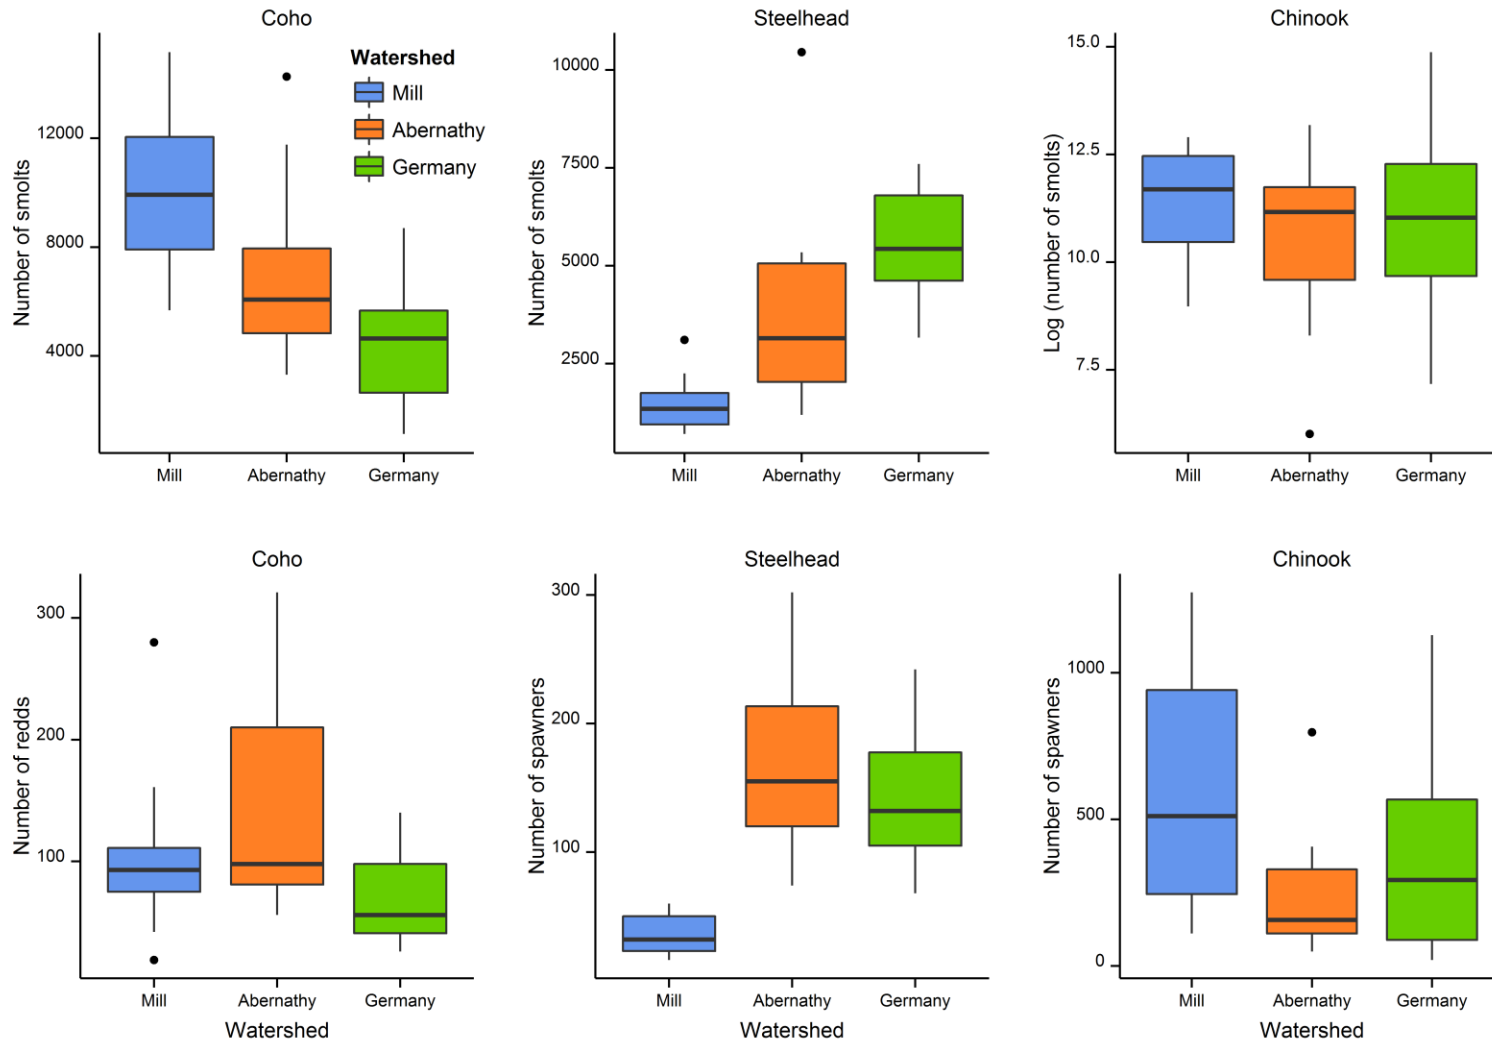 Coho
Watershed
Mill
Abernathy
Germany
Number of smolts
12000
8000
4000
Mill Abernathy Germany
Steelhead
Number of smolts
10000
7500
5000
2500
Mill Abernathy Germany
Chinook
Log (number of smolts)
15.0
12.5
10.0
7.5
Mill Abernathy Germany
Coho
Number of redds
300
200
100
Mill Abernathy Germany
Watershed
Steelhead
Number of spawners
300
200
100
Mill Abernathy Germany
Chinook
Number of spawners
1000
500
0
Mill Abernathy Germany
Watershed